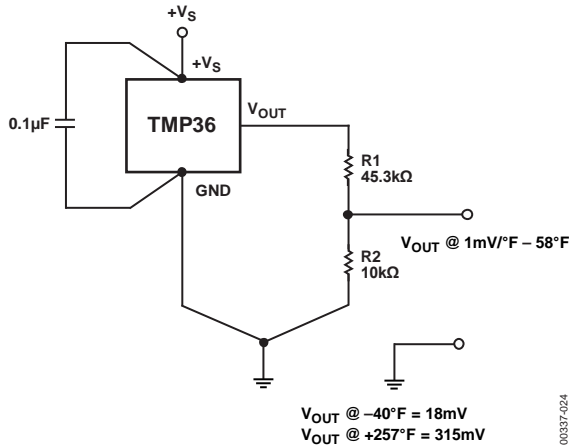 +VS
+VS
0.1µF
TMP36
VOUT
GND
R1
45.3kΩ
VOUT @ 1mV/°F – 58°F
R2
10kΩ
VOUT @ –40°F = 18mV
VOUT @ +257°F = 315mV
00337-024